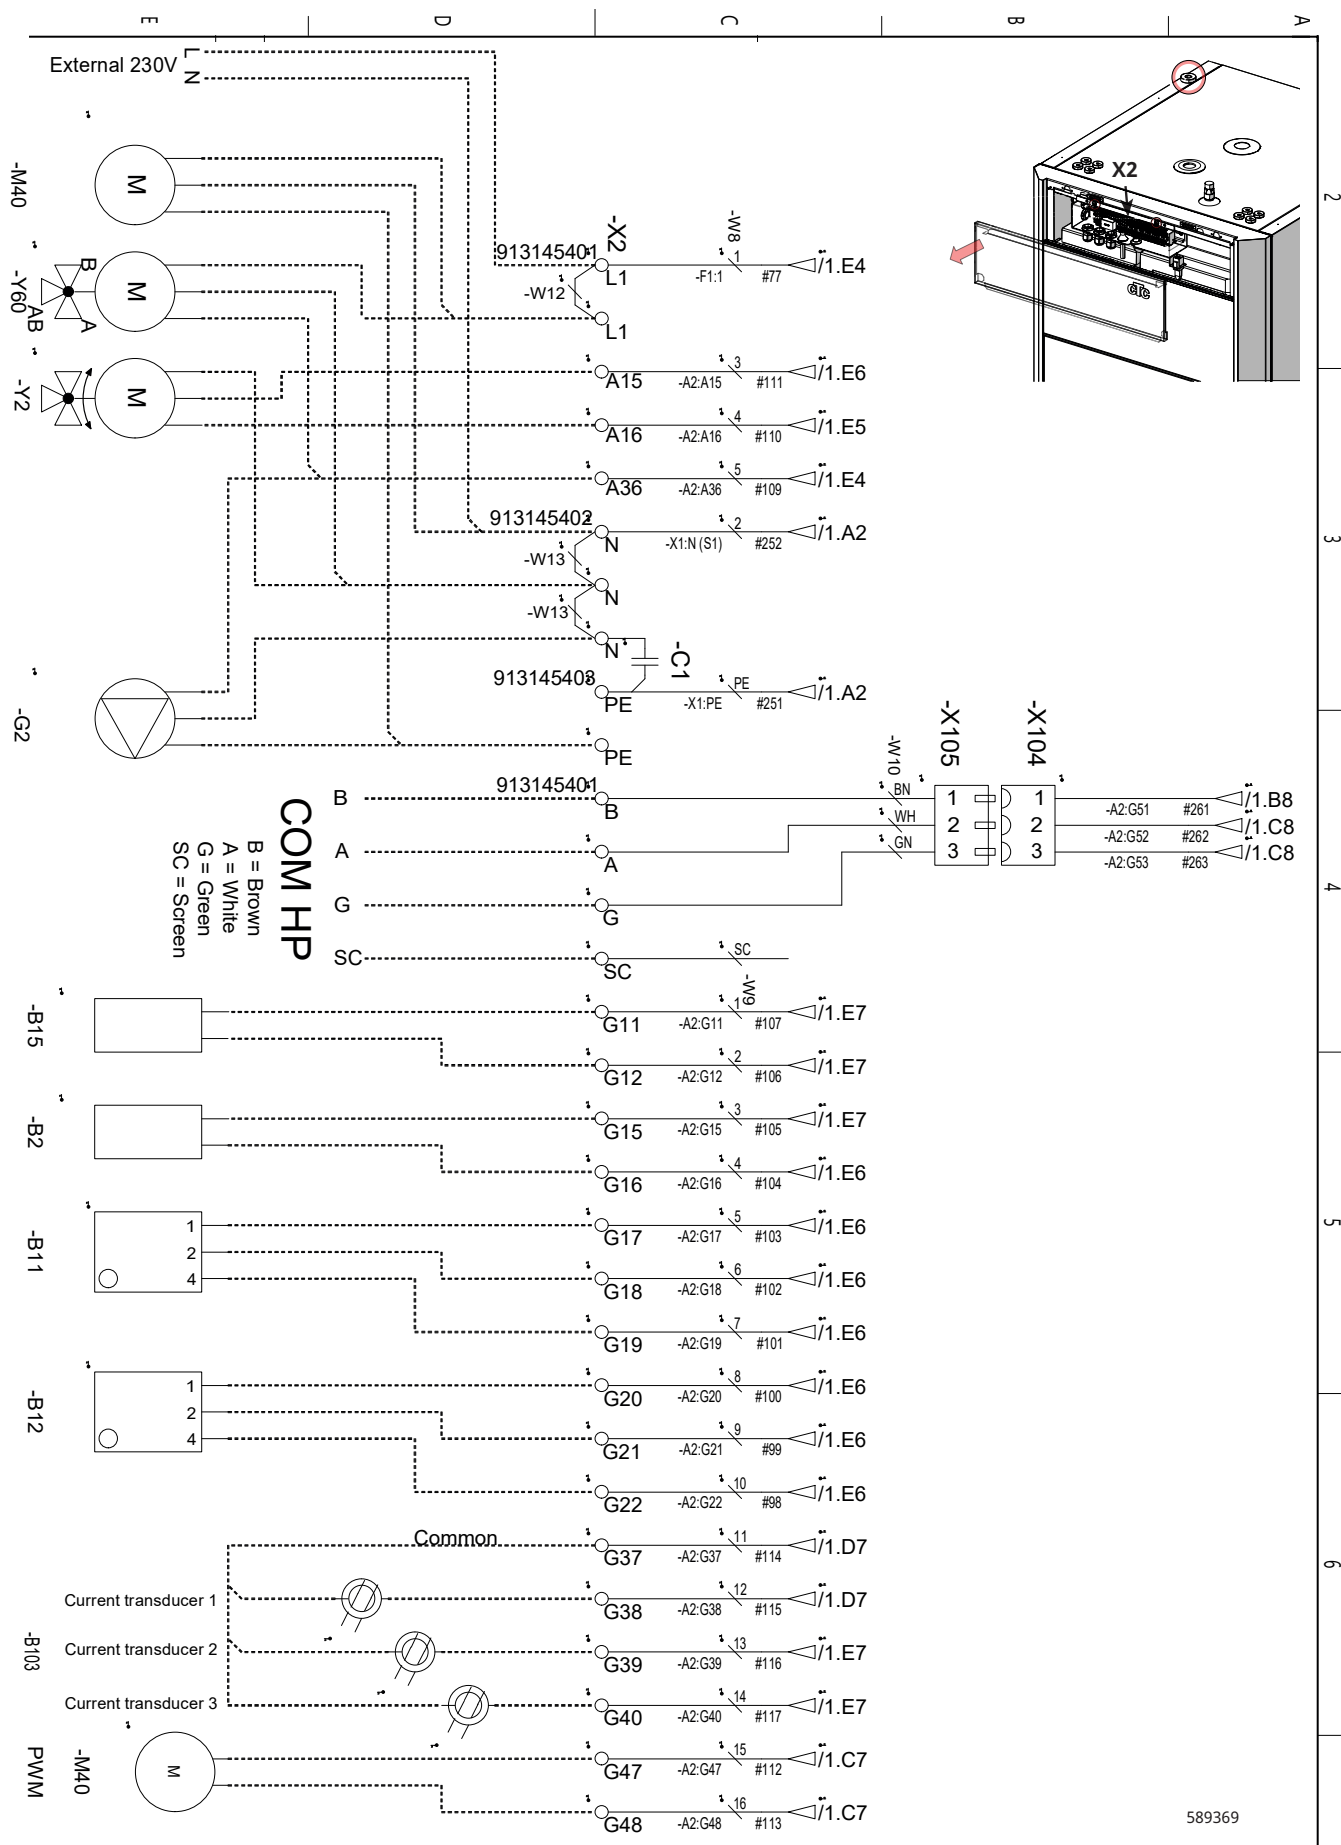 E D C B A
External 230V L
N
X2
2
CTC
-M40
M
-X2
-W8
913145401
L1
-W12
1
-F1:1 #77
/1.E4
B
-Y60
AB
A
M
L1
-Y2
M
A15
3
-A2:A15 #111
/1.E6
A16
4
-A2:A16 #110
/1.E5
A36
5
-A2:A36 #109
/1.E4
913145402
N
2
-X1:N (S1) #252
/1.A2
3
-W13
N
-W13
N
-C1
913145403
PE
PE
-X1:PE #251
/1.A2
-G2
PE
-X105
-X104
-W10
COM HP
B = Brown
A = White
G = Green
SC = Screen
B
913145401
B
BN
1 1
-A2:G51 #261
/1.B8
WH
2 2
-A2:G52 #262
/1.C8
A
A
GN
3 3
-A2:G53 #263
/1.C8
4
G
G
SC
SC
SC
-W9
-B15
G11
1
-A2:G11 #107
/1.E7
G12
2
-A2:G12 #106
/1.E7
-B2
G15
3
-A2:G15 #105
/1.E7
G16
4
-A2:G16 #104
/1.E6
-B11
1
2
4
G17
5
-A2:G17 #103
/1.E6
5
G18
6
-A2:G18 #102
/1.E6
G19
7
-A2:G19 #101
/1.E6
-B12
1
2
4
G20
8
-A2:G20 #100
/1.E6
G21
9
-A2:G21 #99
/1.E6
G22
10
-A2:G22 #98
/1.E6
Common
G37
11
-A2:G37 #114
/1.D7
6
Current transducer 1
G38
12
-A2:G38 #115
/1.D7
-B103
Current transducer 2
G39
13
-A2:G39 #116
/1.E7
Current transducer 3
G40
14
-A2:G40 #117
/1.E7
PWM
-M40
M
G47
15
-A2:G47 #112
/1.C7
G48
16
-A2:G48 #113
/1.C7
589369